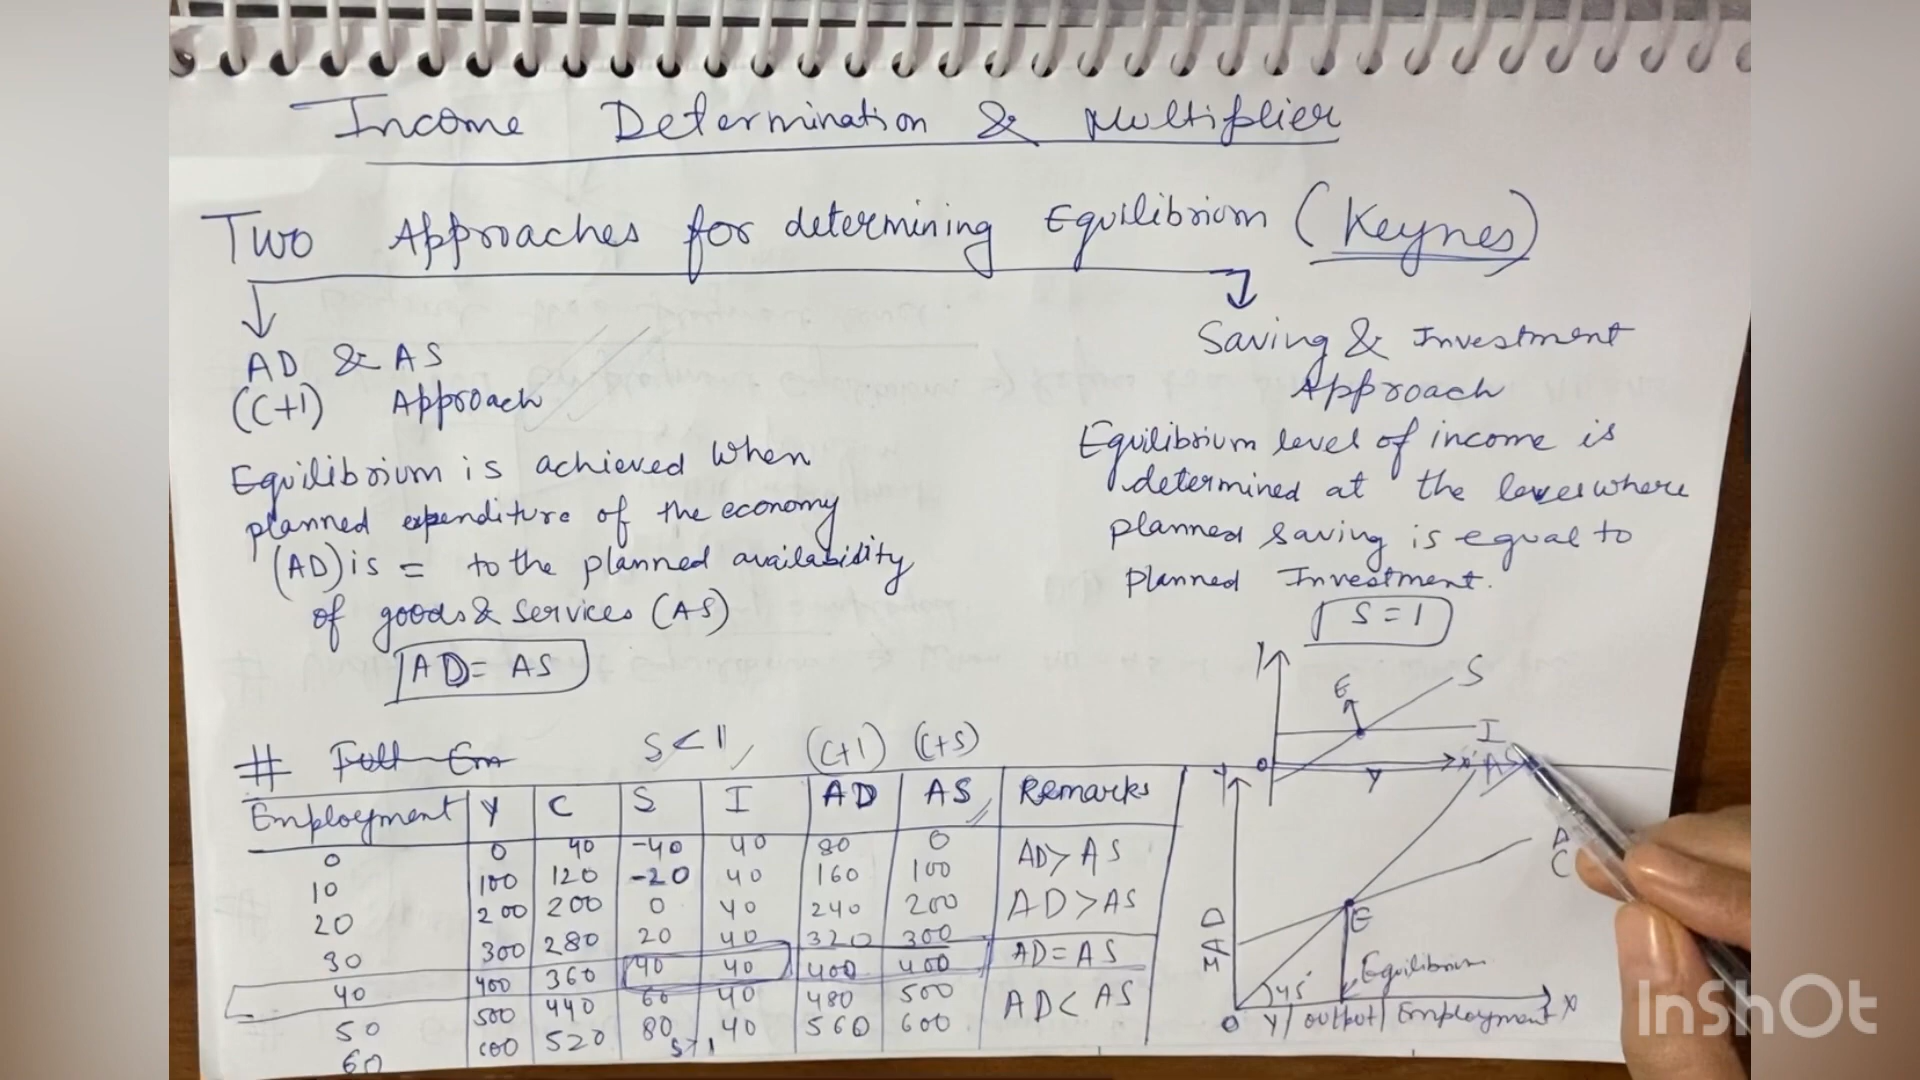 Income Determination & Multiplier
Two Approaches for determining Equilibrium (Keynes)
AD & AS
(C+I) Approach
Equilibrium is achieved when
planned expenditure of the economy
(AD) is = to the planned availability
of goods & services (AS)
AD = AS
Saving & Investment
Approach
Equilibrium level of income is
determined at the level where
planned saving is equal to
planned Investment.
S = I
Y S
E
I
O Y X
# Full Em
S < I (C+I) (C+S)
Employment Y C S I AD AS Remarks
0 0 40 -40 40 80 0
10 100 120 -20 40 160 100 AD > AS
20 200 200 0 40 240 200 AD > AS
30 300 280 20 40 320 300
40 400 360 40 40 400 400 AD = AS
50 500 440 60 40 480 500 AD < AS
60 600 520 80 40 560 600
S > I
Y AS
AD
E
C
45°
Equilibrium
O Y / output / Employment X
InShOt